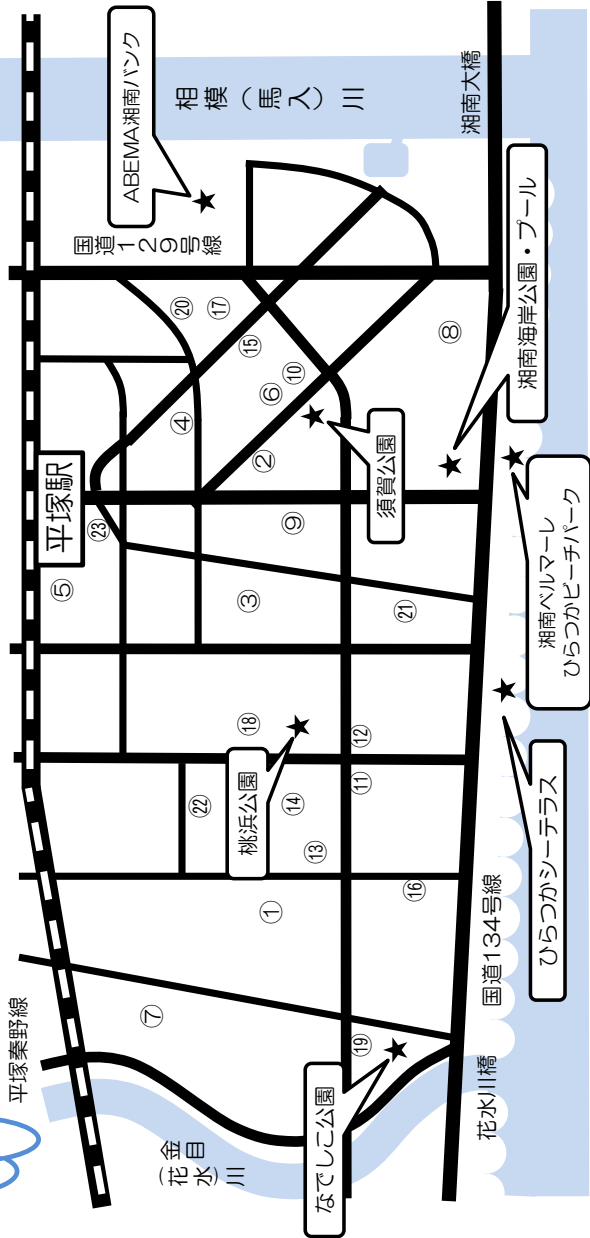 平塚秦野線
金目
(花水)川
国道129号線
相模(馬入)川
ABEMA湘南バンク
平塚駅
⑤
㉓
⑳
⑰
④
⑮
⑦
①
㉒
⑱
③
②
⑥
⑩
⑨
⑧
桃浜公園
⑭
⑬
⑪
⑫
㉑
⑯
⑲
須賀公園
なでしこ公園
花水川橋
国道134号線
湘南大橋
ひらつかシーテラス
湘南ベルマーレ
ひらつかビーチパーク
湘南海岸公園・プール